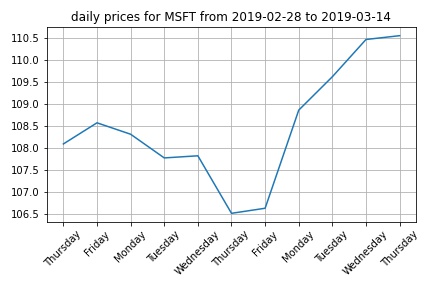 daily prices for MSFT from 2019-02-28 to 2019-03-14
110.5
110.0
109.5
109.0
108.5
108.0
107.5
107.0
106.5
Thursday
Friday
Monday
Tuesday
Wednesday
Thursday
Friday
Monday
Tuesday
Wednesday
Thursday